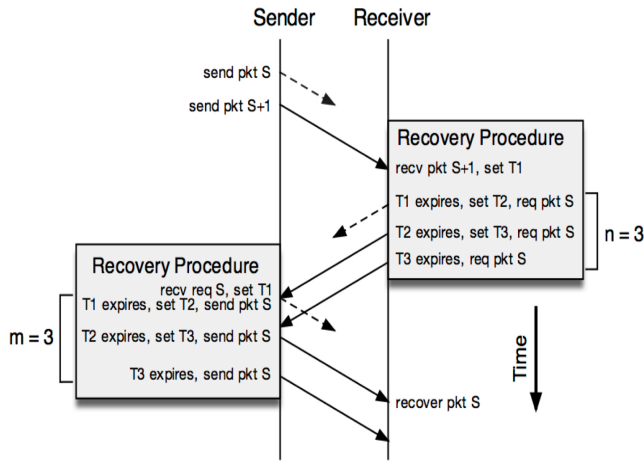 Sender
Receiver
send pkt S
send pkt S+1
Recovery Procedure
recv pkt S+1, set T1
T1 expires, set T2, req pkt S
T2 expires, set T3, req pkt S
T3 expires, req pkt S
n = 3
Recovery Procedure
recv req S, set T1
T1 expires, set T2, send pkt S
T2 expires, set T3, send pkt S
T3 expires, send pkt S
m = 3
Time
recover pkt S